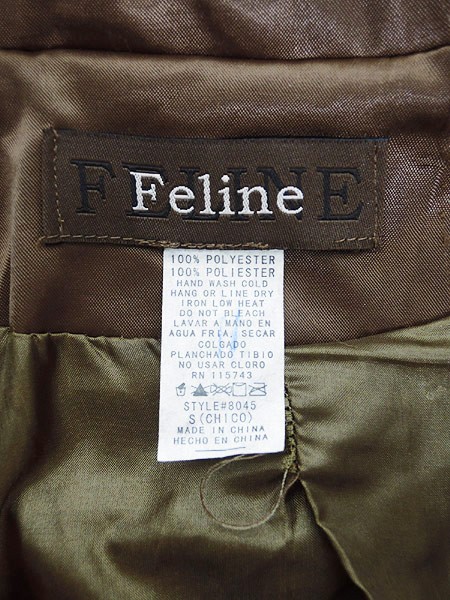 FELINE
Feline
100% POLYESTER
100% POLYESTER
HAND WASH COLD
HANG OR LINE DRY
IRON LOW HEAT
DO NOT BLEACH
LAVAR A MANO EN
AGUA FRIA, SECAR
COLGADO
PLANCHADO TIBIO
NO USAR CLORO
RN 115743
STYLE#8045
S(CHICO)
MADE IN CHINA
HECHO EN CHINA